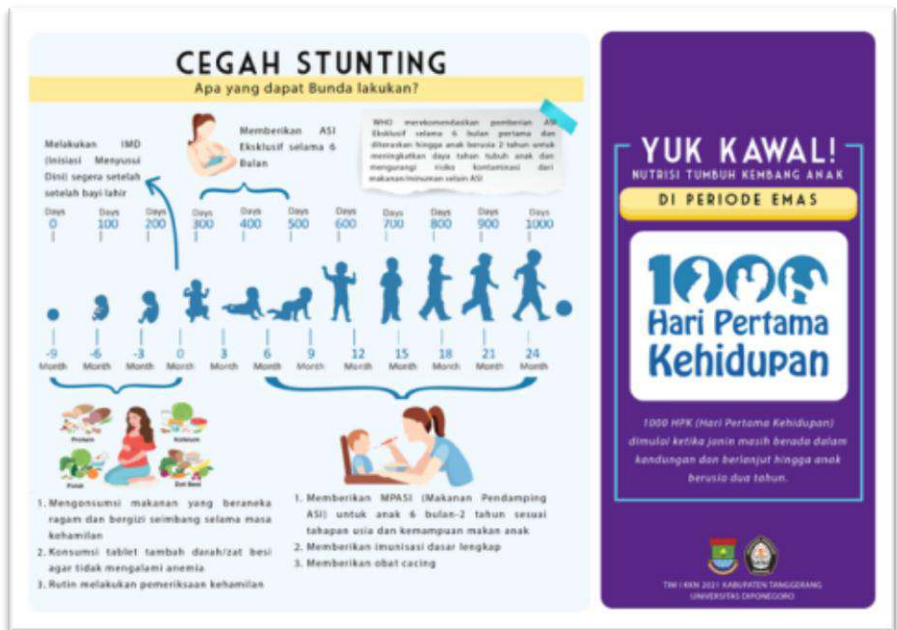 CEGAH STUNTING
Apa yang dapat Bunda lakukan?
Melakukan IMD
(Inisiasi Menyusui
Dini) segera setelah
setelah bayi lahir
Memberikan ASI
Eksklusif selama 6
Bulan
WHO merekomendasikan pemberian ASI
Eksklusif selama 6 bulan pertama dan
diteruskan hingga anak berusia 2 tahun untuk
meningkatkan daya tahan tubuh anak dan
mengurangi risiko kontaminasi dari
makanan/minuman selain ASI
Days Days Days Days Days Days Days Days Days Days Days
0 100 200 300 400 500 600 700 800 900 1000
-9 -6 -3 0 3 6 9 12 15 18 21 24
Month Month Month Month Month Month Month Month Month Month Month Month
Protein
Kalsium
Folat
Zat Besi
1. Mengonsumsi makanan yang beraneka
ragam dan bergizi seimbang selama masa
kehamilan
2. Konsumsi tablet tambah darah/zat besi
agar tidak mengalami anemia
3. Rutin melakukan pemeriksaan kehamilan
1. Memberikan MPASI (Makanan Pendamping
ASI) untuk anak 6 bulan-2 tahun sesuai
tahapan usia dan kemampuan makan anak
2. Memberikan imunisasi dasar lengkap
3. Memberikan obat cacing
YUK KAWAL!
NUTRISI TUMBUH KEMBANG ANAK
DI PERIODE EMAS
1000
Hari Pertama
Kehidupan
1000 HPK (Hari Pertama Kehidupan)
dimulai ketika janin masih berada dalam
kandungan dan berlanjut hingga anak
berusia dua tahun.
TIM I KKN 2021 KABUPATEN TANGGERANG
UNIVERSITAS DIPONEGORO